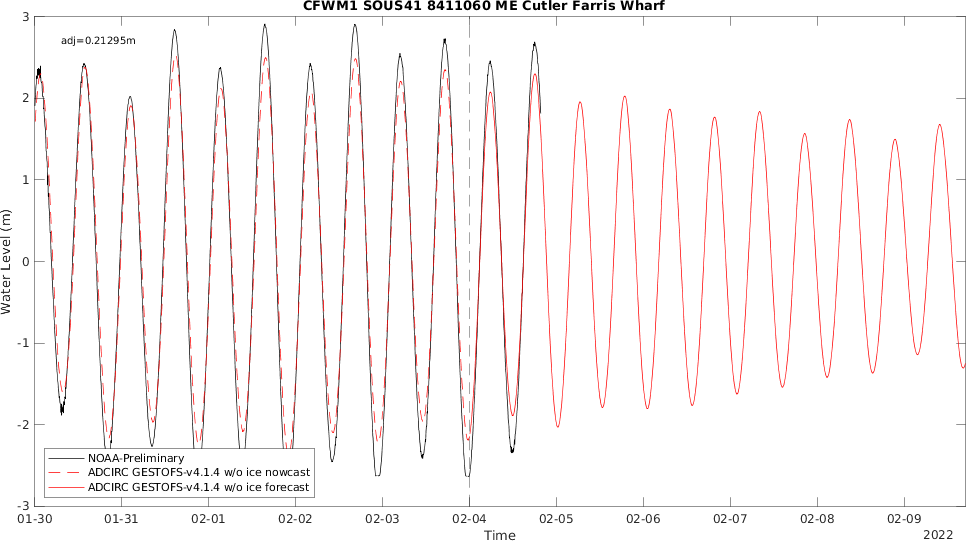 CFWM1 SOUS41 8411060 ME Cutler Farris Wharf
adj=0.21295m
3
2
1
0
-1
-2
-3
Water Level (m)
NOAA-Preliminary
ADCIRC GESTOFS-v4.1.4 w/o ice nowcast
ADCIRC GESTOFS-v4.1.4 w/o ice forecast
01-30 01-31 02-01 02-02 02-03 02-04 02-05 02-06 02-07 02-08 02-09
Time
2022